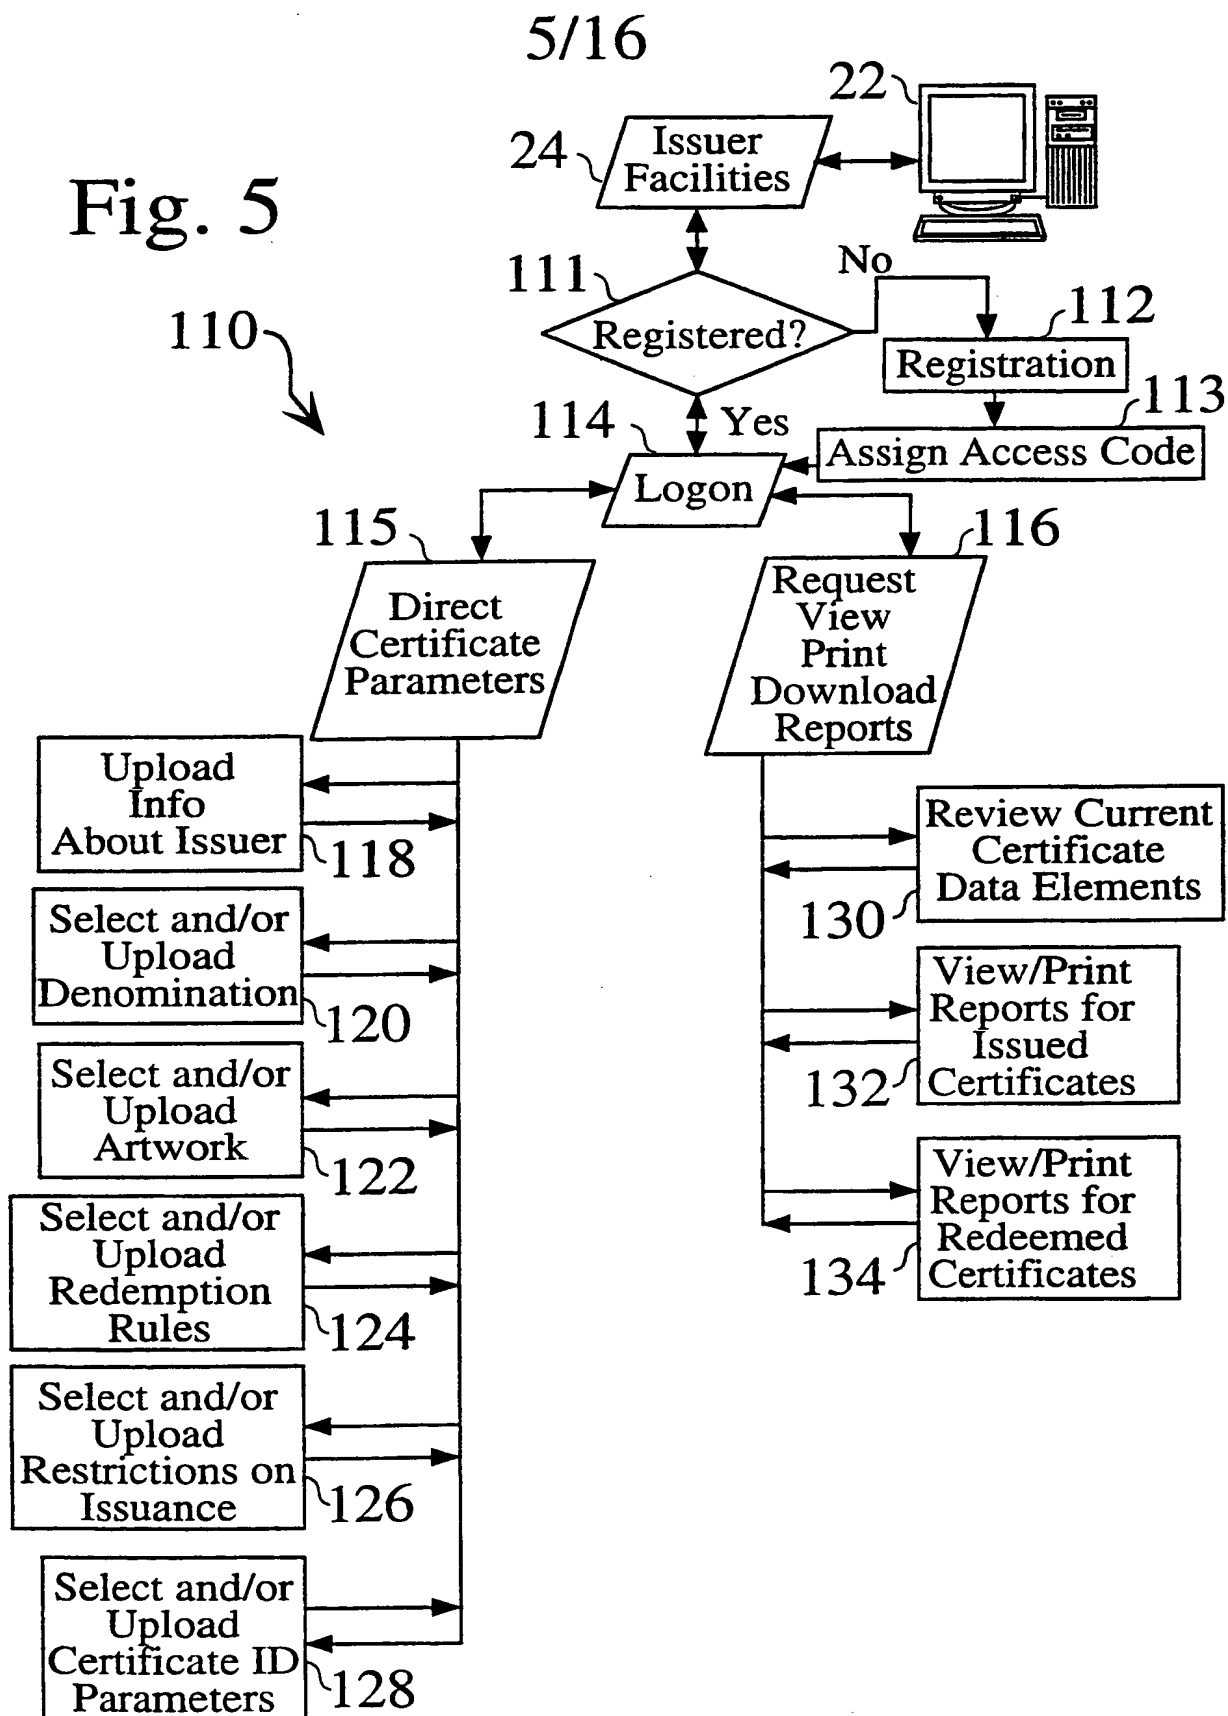 5/16
Fig. 5
22
24
Issuer
Facilities
111
No
Registered?
110
112
Registration
113
114
Yes
Assign Access Code
Logon
115
116
Direct
Certificate
Parameters
Request
View
Print
Download
Reports
Upload
Info
About Issuer
118
Select and/or
Upload
Denomination
120
Select and/or
Upload
Artwork
122
Select and/or
Upload
Redemption
Rules
124
Select and/or
Upload
Restrictions on
Issuance
126
Select and/or
Upload
Certificate ID
Parameters
128
Review Current
Certificate
Data Elements
130
View/Print
Reports for
Issued
Certificates
132
View/Print
Reports for
Redeemed
Certificates
134